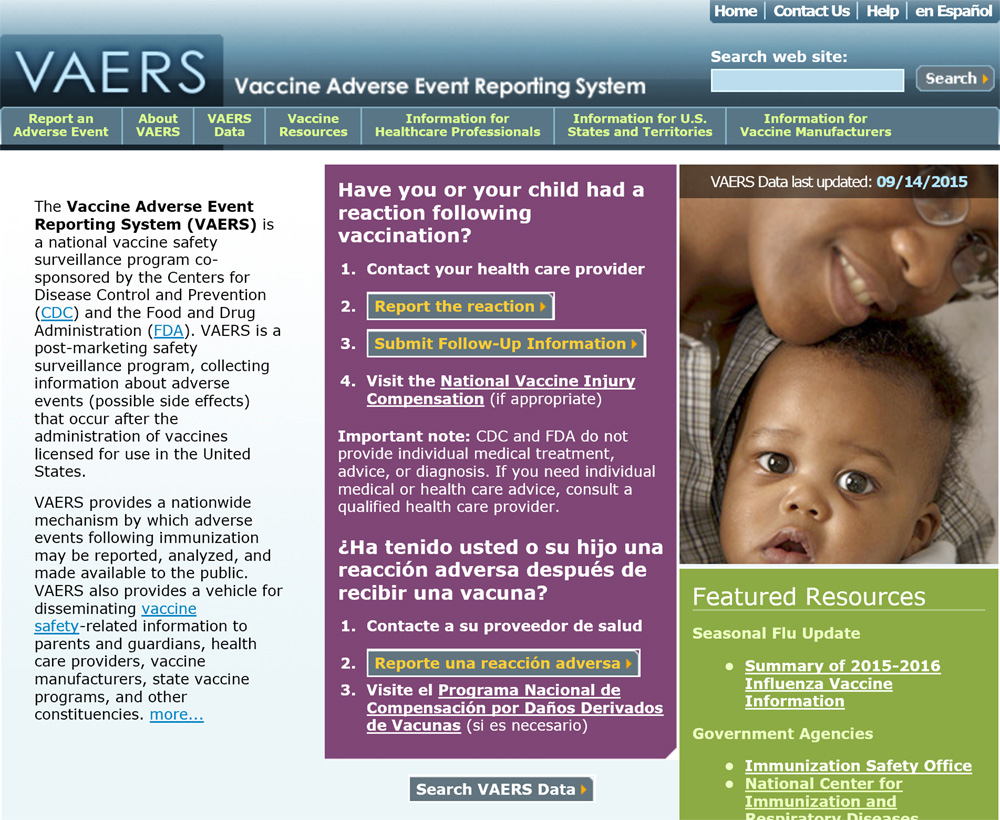 Home | Contact Us | Help | en Español
VAERS
Vaccine Adverse Event Reporting System
Search web site:
Search
Report an
Adverse Event
About
VAERS
VAERS
Data
Vaccine
Resources
Information for
Healthcare Professionals
Information for U.S.
States and Territories
Information for
Vaccine Manufacturers
The Vaccine Adverse Event
Reporting System (VAERS) is
a national vaccine safety
surveillance program co-
sponsored by the Centers for
Disease Control and Prevention
(CDC) and the Food and Drug
Administration (FDA). VAERS is a
post-marketing safety
surveillance program, collecting
information about adverse
events (possible side effects)
that occur after the
administration of vaccines
licensed for use in the United
States.
VAERS provides a nationwide
mechanism by which adverse
events following immunization
may be reported, analyzed, and
made available to the public.
VAERS also provides a vehicle for
disseminating vaccine
safety-related information to
parents and guardians, health
care providers, vaccine
manufacturers, state vaccine
programs, and other
constituencies. more...
Have you or your child had a
reaction following
vaccination?
1. Contact your health care provider
2. Report the reaction
3. Submit Follow-Up Information
4. Visit the National Vaccine Injury
Compensation (if appropriate)
Important note: CDC and FDA do not
provide individual medical treatment,
advice, or diagnosis. If you need individual
medical or health care advice, consult a
qualified health care provider.
¿Ha tenido usted o su hijo una
reacción adversa después de
recibir una vacuna?
1. Contacte a su proveedor de salud
2. Reporte una reacción adversa
3. Visite el Programa Nacional de
Compensación por Daños Derivados
de Vacunas (si es necesario)
Search VAERS Data
VAERS Data last updated: 09/14/2015
Featured Resources
Seasonal Flu Update
• Summary of 2015-2016
Influenza Vaccine
Information
Government Agencies
• Immunization Safety Office
• National Center for
Immunization and
Respiratory Diseases